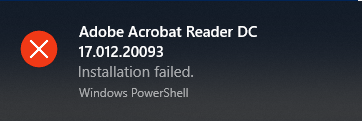 Adobe Acrobat Reader DC
17.012.20093
Installation failed.
Windows PowerShell